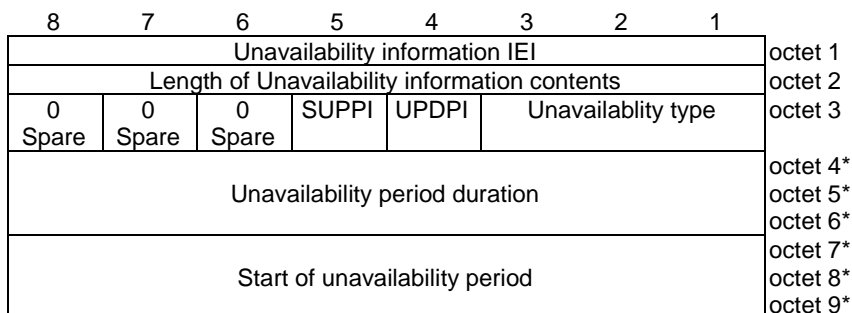 8 7 6 5 4 3 2 1
Unavailability information IEI octet 1
Length of Unavailability information contents octet 2
0 0 0 SUPPI UPDPI Unavailablity type octet 3
Spare Spare Spare
octet 4*
Unavailability period duration octet 5*
octet 6*
octet 7*
Start of unavailability period octet 8*
octet 9*